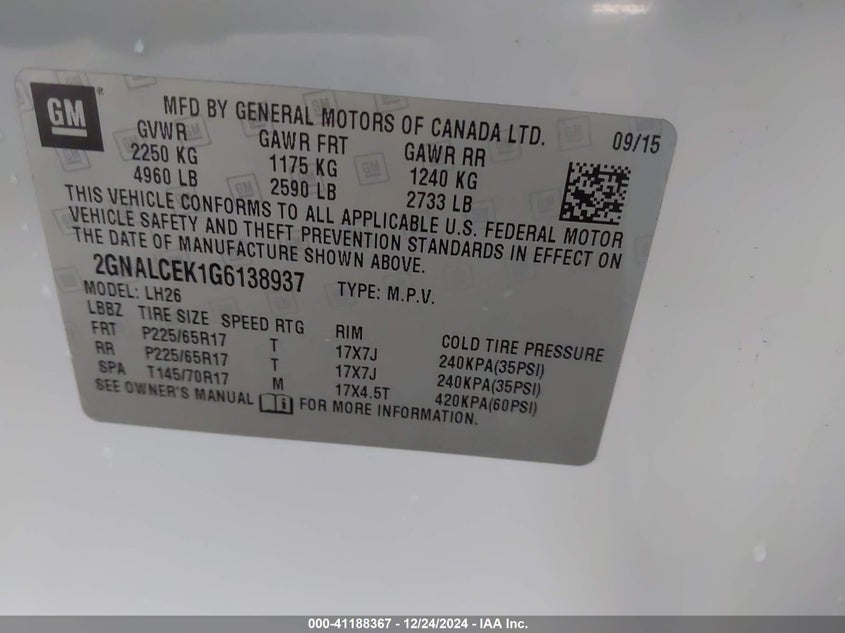 GM
MFD BY GENERAL MOTORS OF CANADA LTD.
09/15
GVWR GAWR FRT GAWR RR
2250 KG 1175 KG 1240 KG
4960 LB 2590 LB 2733 LB
THIS VEHICLE CONFORMS TO ALL APPLICABLE U.S. FEDERAL MOTOR
VEHICLE SAFETY AND THEFT PREVENTION STANDARDS IN EFFECT ON
THE DATE OF MANUFACTURE SHOWN ABOVE.
2GNALCEK1G6138937 TYPE: M.P.V.
MODEL: LH26
LBBZ TIRE SIZE SPEED RTG RIM COLD TIRE PRESSURE
FRT P225/65R17 T 17X7J 240KPA(35PSI)
RR P225/65R17 T 17X7J 240KPA(35PSI)
SPA T145/70R17 M 17X4.5T 420KPA(60PSI)
SEE OWNER'S MANUAL FOR MORE INFORMATION.
000-41188367 - 12/24/2024 - IAA Inc.